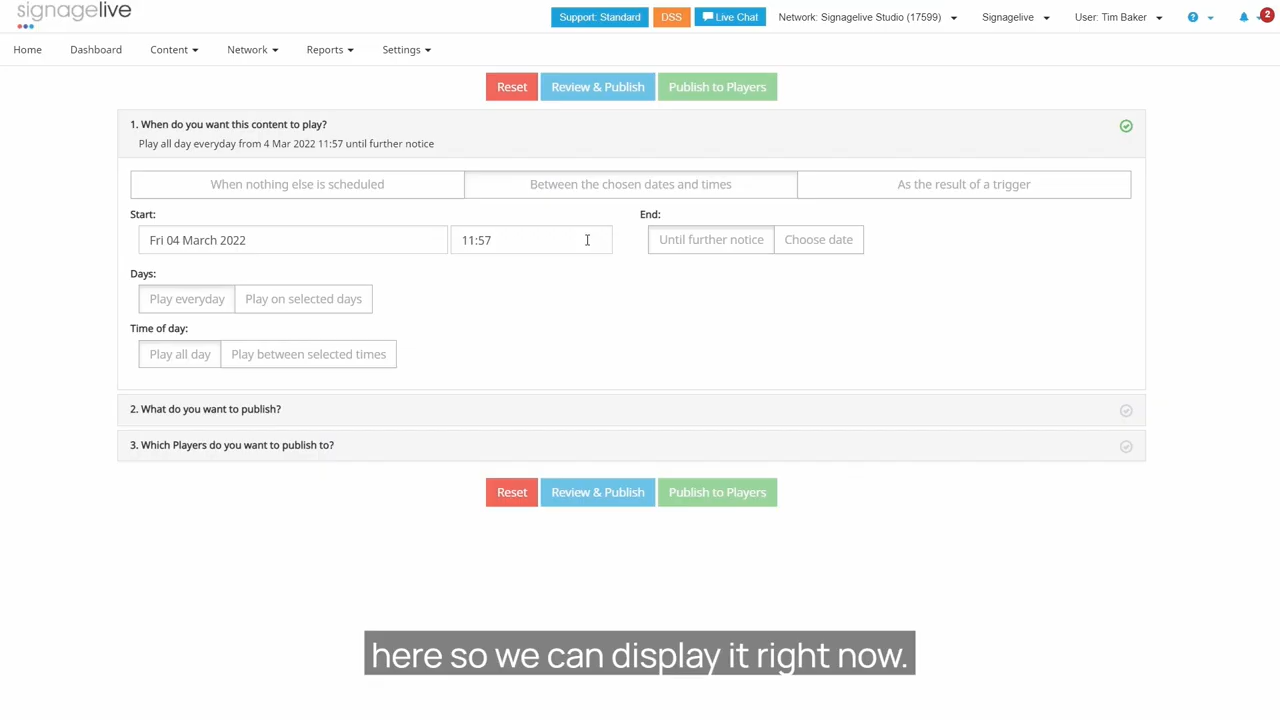 signagelive
Support: Standard
DSS
Live Chat
Network: Signagelive Studio (17599)
Signagelive
User: Tim Baker
?
2
Home
Dashboard
Content
Network
Reports
Settings
Reset
Review & Publish
Publish to Players
1. When do you want this content to play?
Play all day everyday from 4 Mar 2022 11:57 until further notice
When nothing else is scheduled
Between the chosen dates and times
As the result of a trigger
Start:
End:
Fri 04 March 2022
11:57
Until further notice
Choose date
Days:
Play everyday
Play on selected days
Time of day:
Play all day
Play between selected times
2. What do you want to publish?
3. Which Players do you want to publish to?
Reset
Review & Publish
Publish to Players
here so we can display it right now.